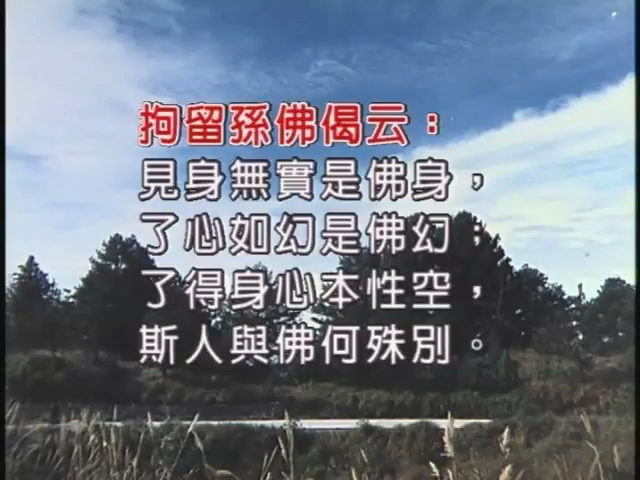 拘留孫佛偈云：
見身無實是佛身，
了心如幻是佛幻；
了得身心本性空，
斯人與佛何殊別。